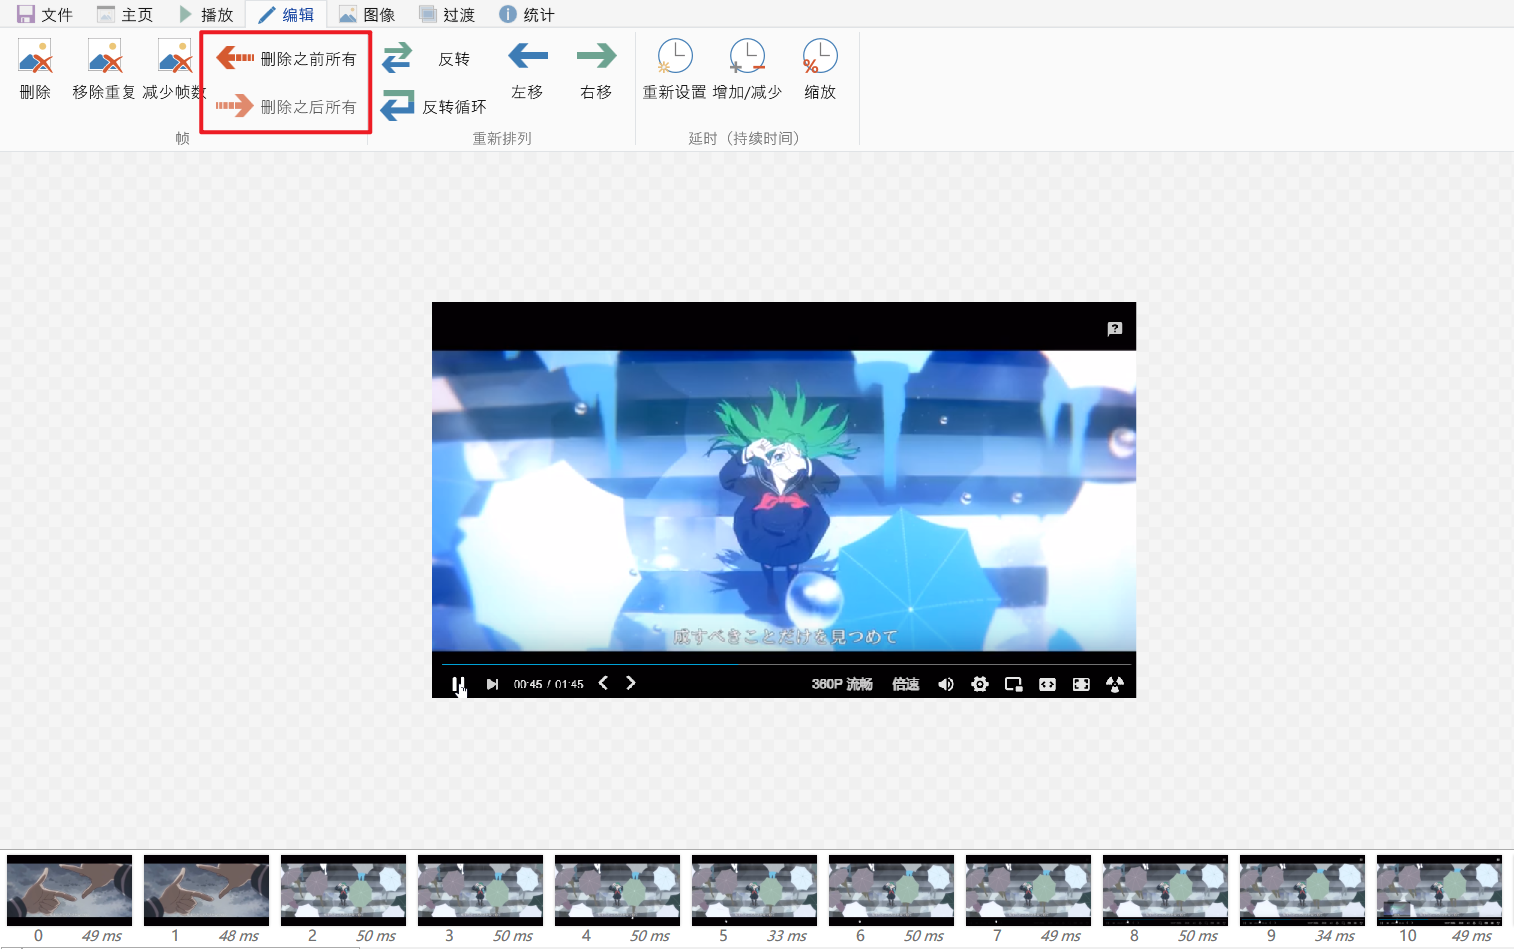 文件 主页 播放 编辑 图像 过渡 统计
删除 移除重复 减少帧数 删除之前所有 反转 左移 右移 重新设置 增加/减少 缩放
删除之后所有 反转循环
帧 重新排列 延时（持续时间）
成すべきことだけを見つめて
00:45 / 01:45 360P 流畅 倍速
0 49 ms 1 48 ms 2 50 ms 3 50 ms 4 50 ms 5 33 ms 6 50 ms 7 49 ms 8 50 ms 9 34 ms 10 49 ms